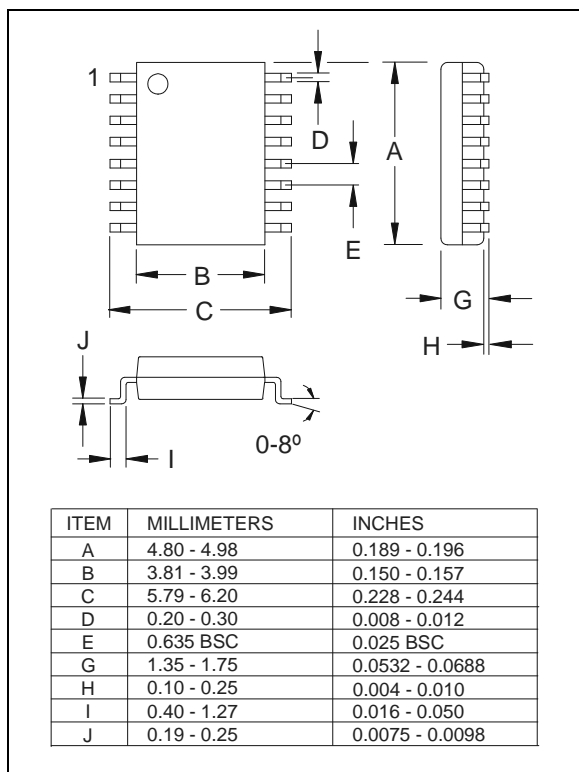 1
D
A
E
B
C
G
H
J
I
0-8º
ITEM MILLIMETERS INCHES
A 4.80 - 4.98 0.189 - 0.196
B 3.81 - 3.99 0.150 - 0.157
C 5.79 - 6.20 0.228 - 0.244
D 0.20 - 0.30 0.008 - 0.012
E 0.635 BSC 0.025 BSC
G 1.35 - 1.75 0.0532 - 0.0688
H 0.10 - 0.25 0.004 - 0.010
I 0.40 - 1.27 0.016 - 0.050
J 0.19 - 0.25 0.0075 - 0.0098